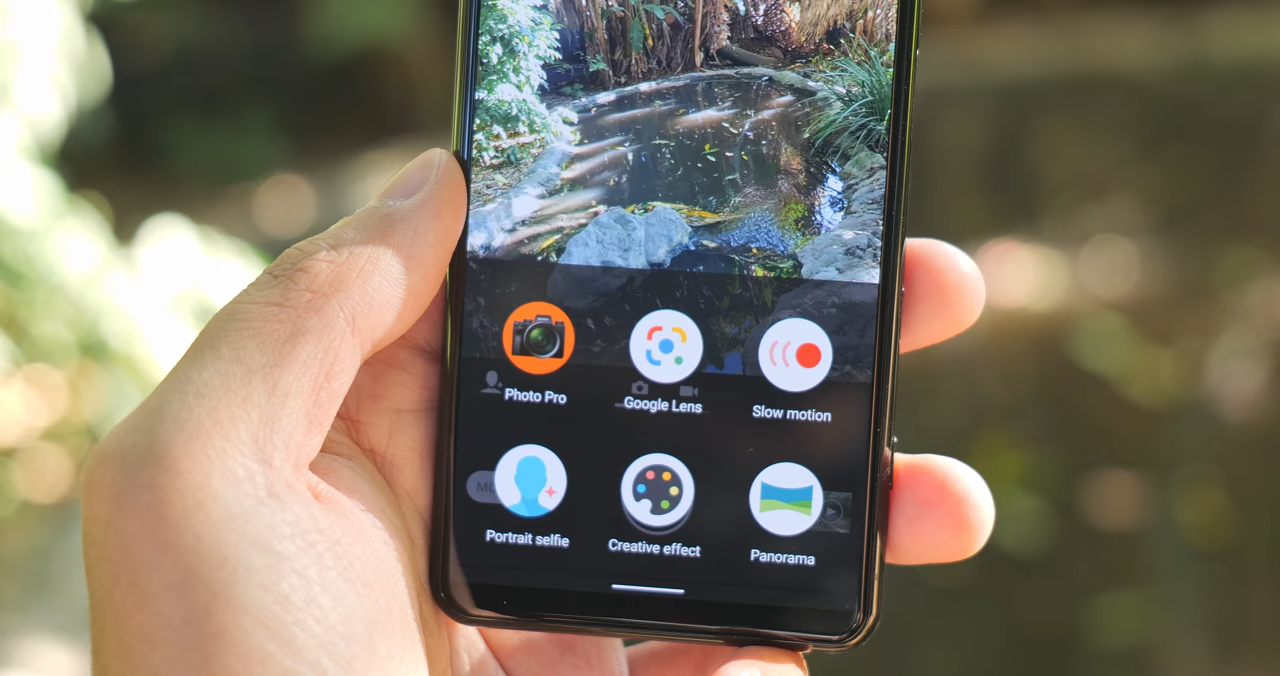 Photo Pro
Google Lens
Slow motion
Portrait selfie
Creative effect
Panorama